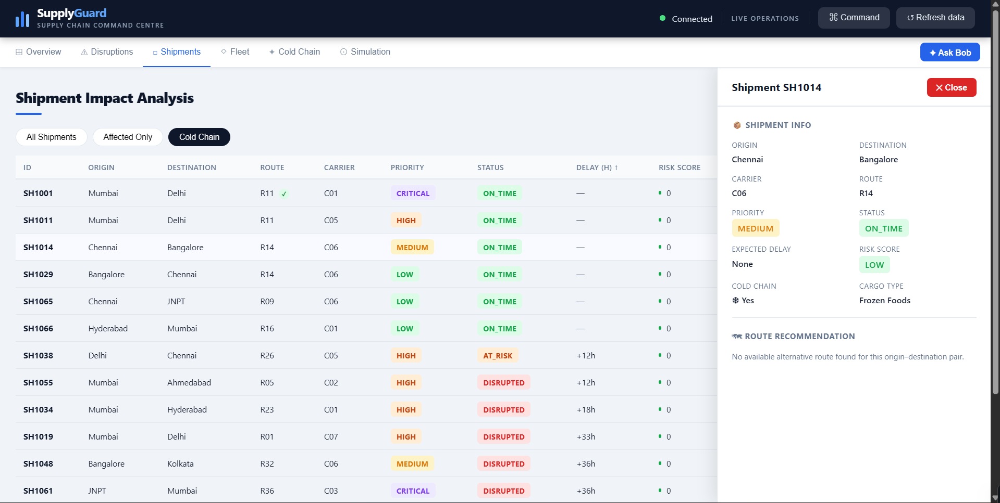 SupplyGuard
SUPPLY CHAIN COMMAND CENTRE
Connected
LIVE OPERATIONS
⌘ Command
↺ Refresh data
Overview
Disruptions
Shipments
Fleet
Cold Chain
Simulation
✦ Ask Bob
Shipment Impact Analysis
All Shipments
Affected Only
Cold Chain
ID ORIGIN DESTINATION ROUTE CARRIER PRIORITY STATUS DELAY (H) ↑ RISK SCORE
SH1001 Mumbai Delhi R11 ✓ C01 CRITICAL ON_TIME — 0
SH1011 Mumbai Delhi R11 C05 HIGH ON_TIME — 0
SH1014 Chennai Bangalore R14 C06 MEDIUM ON_TIME — 0
SH1029 Bangalore Chennai R14 C06 LOW ON_TIME — 0
SH1065 Chennai JNPT R09 C06 LOW ON_TIME — 0
SH1066 Hyderabad Mumbai R16 C01 LOW ON_TIME — 0
SH1038 Delhi Chennai R26 C05 HIGH AT_RISK +12h 0
SH1055 Mumbai Ahmedabad R05 C02 HIGH DISRUPTED +12h 0
SH1034 Mumbai Hyderabad R23 C01 HIGH DISRUPTED +18h 0
SH1019 Mumbai Delhi R01 C07 HIGH DISRUPTED +33h 0
SH1048 Bangalore Kolkata R32 C06 MEDIUM DISRUPTED +36h 0
SH1061 JNPT Mumbai R36 C03 CRITICAL DISRUPTED +36h 0
Shipment SH1014
✕ Close
SHIPMENT INFO
ORIGIN DESTINATION
Chennai Bangalore
CARRIER ROUTE
C06 R14
PRIORITY STATUS
MEDIUM ON_TIME
EXPECTED DELAY RISK SCORE
None LOW
COLD CHAIN CARGO TYPE
❄ Yes Frozen Foods
ROUTE RECOMMENDATION
No available alternative route found for this origin–destination pair.